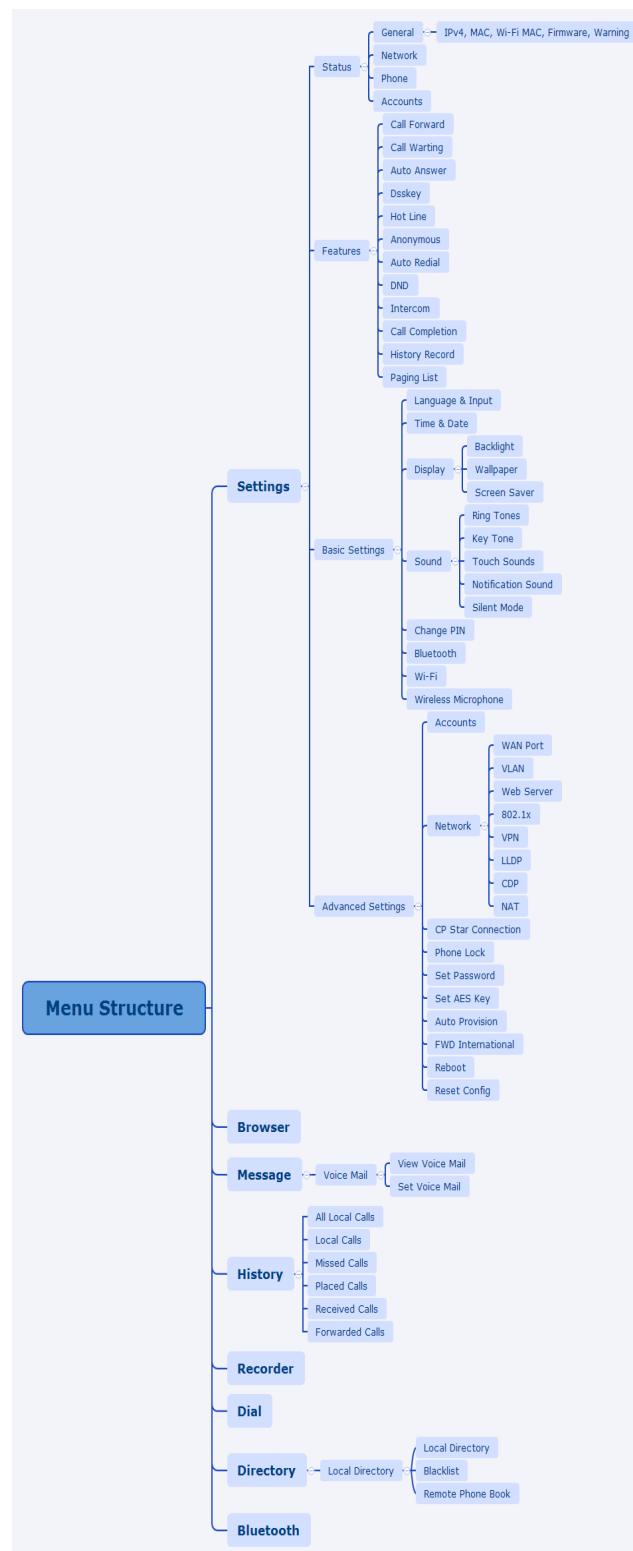 General
IPv4, MAC, Wi-Fi MAC, Firmware, Warning
Status
Network
Phone
Accounts
Call Forward
Call Warting
Auto Answer
Dsskey
Hot Line
Features
Anonymous
Auto Redial
DND
Intercom
Call Completion
History Record
Paging List
Language & Input
Time & Date
Display
Backlight
Wallpaper
Screen Saver
Settings
Basic Settings
Sound
Ring Tones
Key Tone
Touch Sounds
Notification Sound
Silent Mode
Change PIN
Bluetooth
Wi-Fi
Wireless Microphone
Advanced Settings
Accounts
Network
WAN Port
VLAN
Web Server
802.1x
VPN
LLDP
CDP
NAT
CP Star Connection
Phone Lock
Set Password
Set AES Key
Auto Provision
FWD International
Reboot
Reset Config
Menu Structure
Browser
Message
Voice Mail
View Voice Mail
Set Voice Mail
History
All Local Calls
Local Calls
Missed Calls
Placed Calls
Received Calls
Forwarded Calls
Recorder
Dial
Directory
Local Directory
Local Directory
Blacklist
Remote Phone Book
Bluetooth